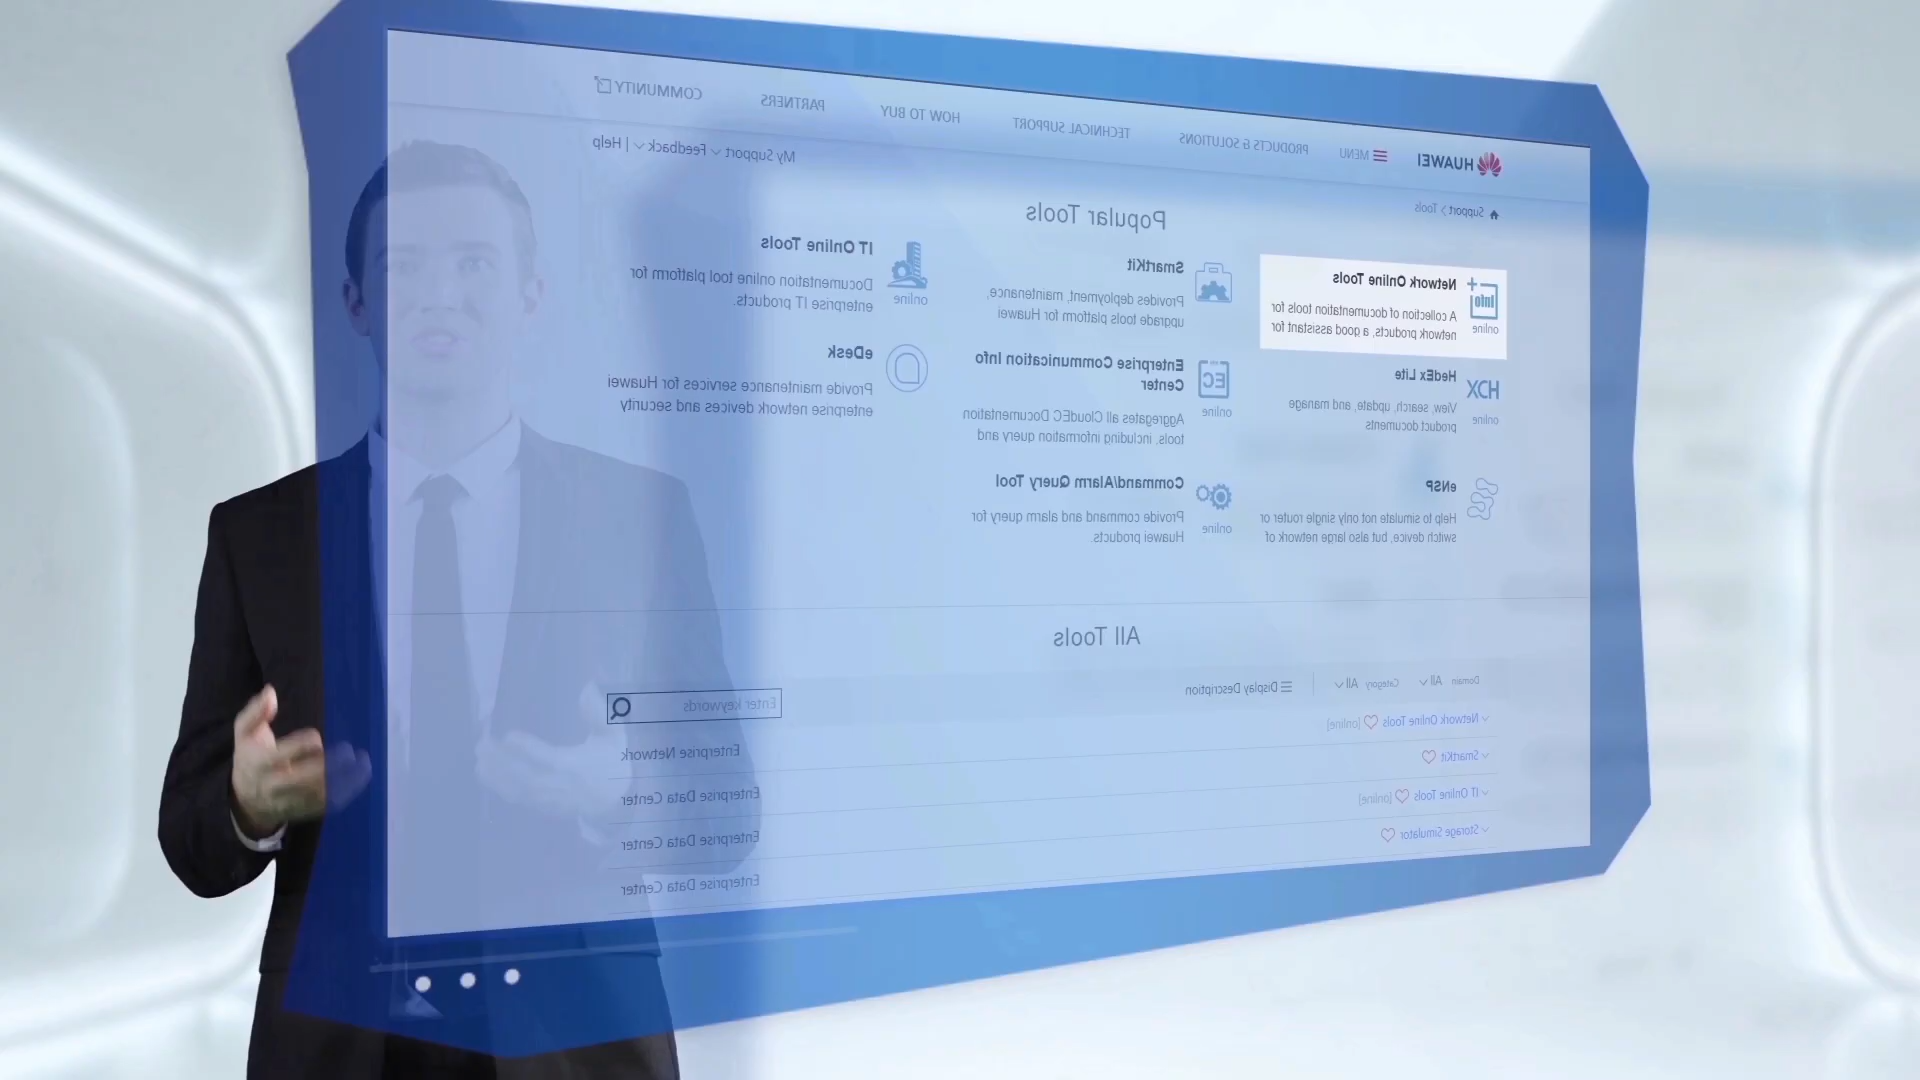 HUAWEI
MENU
PRODUCTS & SOLUTIONS
TECHNICAL SUPPORT
HOW TO BUY
PARTNERS
COMMUNITY
My Support
Feedback
| Help
Support > Tools
Popular Tools
Info
online
Network Online Tools
A collection of documentation tools for
network products, a good assistant for
SmartKit
Provides deployment, maintenance,
upgrade tools platform for Huawei
online
IT Online Tools
Documentation online tool platform for
enterprise IT products.
HDX
online
HedEx Lite
View, search, update, and manage
product documents
EC
online
Enterprise Communication Info
Center
Aggregates all CloudEC Documentation
tools, including information query and
eDesk
Provide maintenance services for Huawei
enterprise network devices and security
eNSP
Help to simulate not only single router or
switch device, but also large network of
online
Command/Alarm Query Tool
Provide command and alarm query for
Huawei products.
All Tools
Domain All
Category All
Display Description
Enter keywords
Network Online Tools [online]
Enterprise Network
SmartKit
Enterprise Data Center
IT Online Tools [online]
Enterprise Data Center
Storage Simulator
Enterprise Data Center